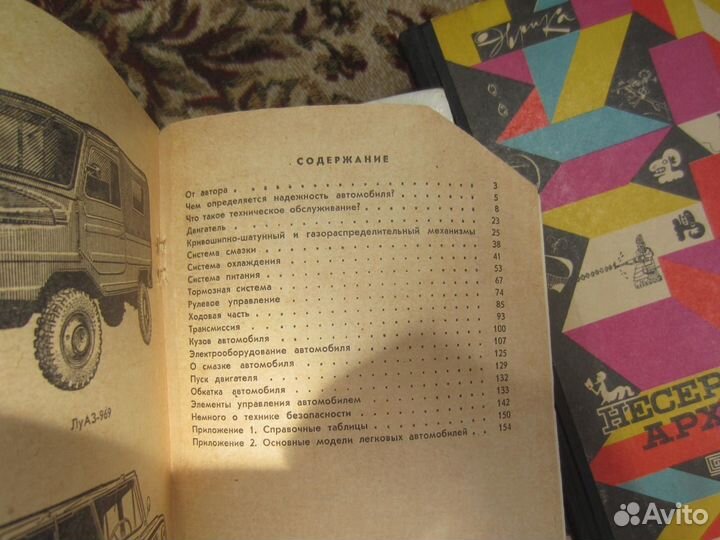 СОДЕРЖАНИЕ
От автора . . . . . . . . . . 3
Чем определяется надежность автомобиля? . . . . 5
Что такое техническое обслуживание? . . . . . 8
Двигатель . . . . . . . . . . 23
Кривошипно-шатунный и газораспределительный механизмы 25
Система смазки . . . . . . . . . . 38
Система охлаждения . . . . . . . . . . 41
Система питания . . . . . . . . . . 53
Тормозная система . . . . . . . . . . 67
Рулевое управление . . . . . . . . . . 74
Ходовая часть . . . . . . . . . . 85
Трансмиссия . . . . . . . . . . 93
Кузов автомобиля . . . . . . . . . . 100
Электрооборудование автомобиля . . . . . . 107
О смазке автомобиля . . . . . . . . . . 125
Пуск двигателя . . . . . . . . . . 129
Обкатка автомобиля . . . . . . . . . . 132
Элементы управления автомобилем . . . . . . 133
Немного о технике безопасности . . . . . . 142
Приложение 1. Справочные таблицы . . . . . 150
Приложение 2. Основные модели легковых автомобилей . . 154
ЛуАЗ-969
Эврика
НЕСЕР
АРХ
Avito